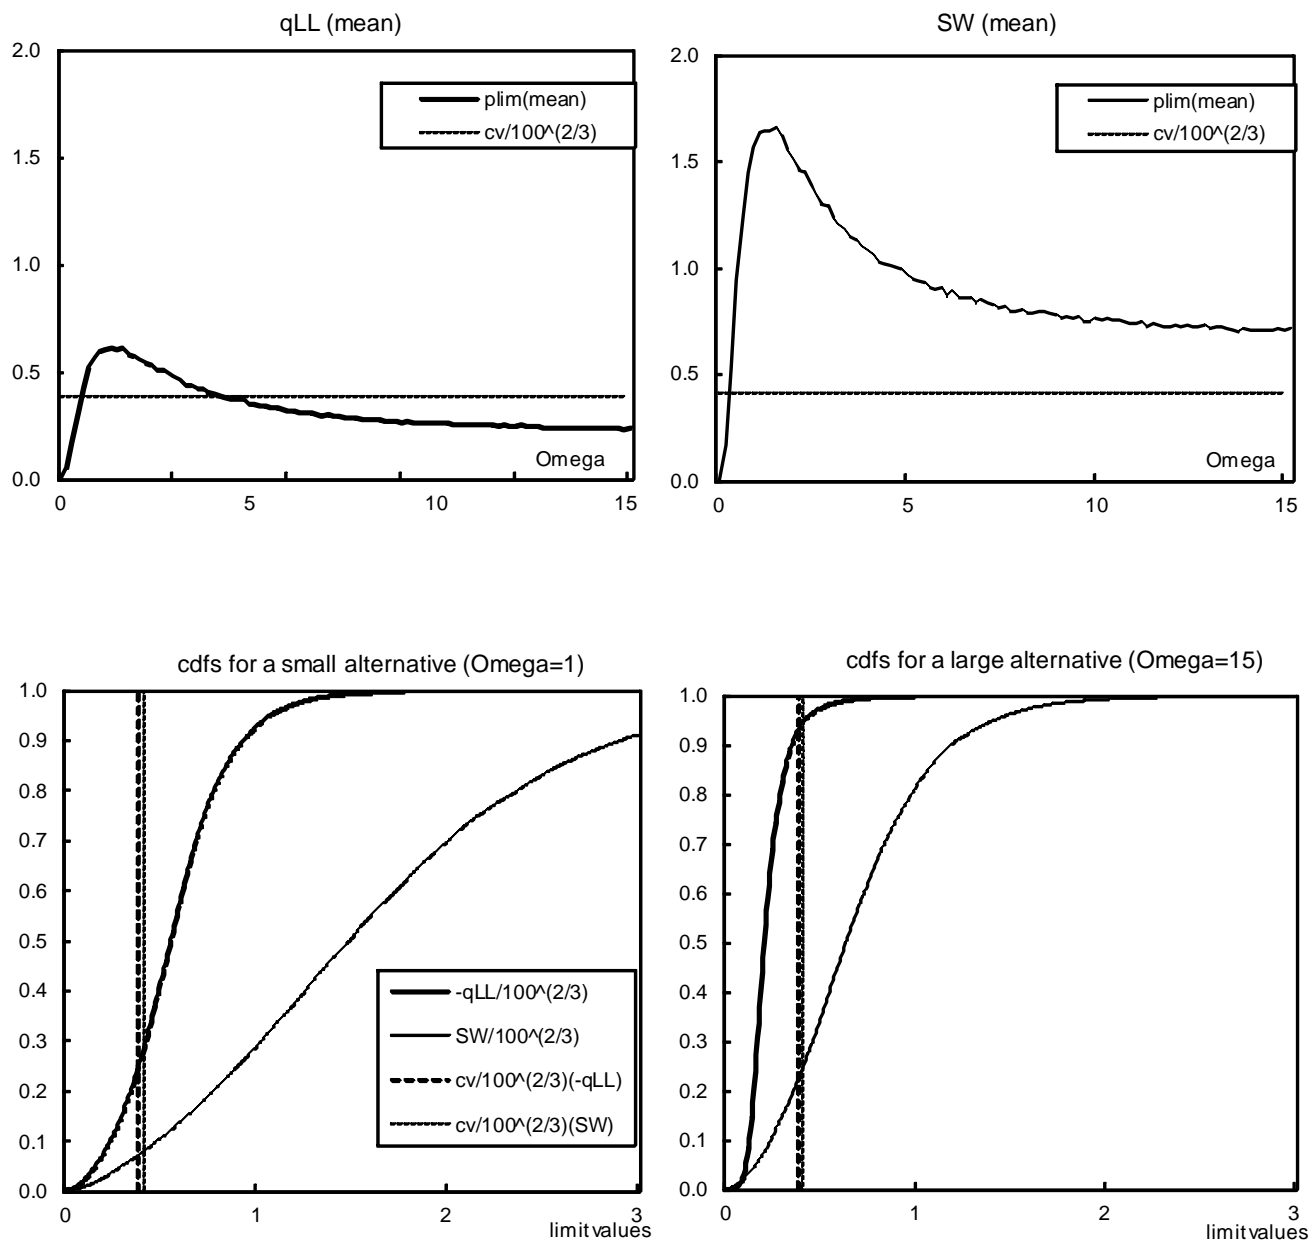 qLL (mean)
2.0
1.5
1.0
0.5
0.0
plim(mean)
cv/100^(2/3)
Omega
0 5 10 15
SW (mean)
2.0
1.5
1.0
0.5
0.0
plim(mean)
cv/100^(2/3)
Omega
0 5 10 15
cdfs for a small alternative (Omega=1)
1.0
0.9
0.8
0.7
0.6
0.5
0.4
0.3
0.2
0.1
0.0
-qLL/100^(2/3)
SW/100^(2/3)
cv/100^(2/3)(-qLL)
cv/100^(2/3)(SW)
0 1 2 3
limit values
cdfs for a large alternative (Omega=15)
1.0
0.9
0.8
0.7
0.6
0.5
0.4
0.3
0.2
0.1
0.0
0 1 2 3
limit values